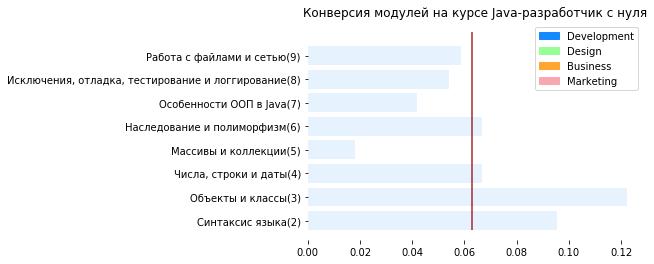 Конверсия модулей на курсе Java-разработчик с нуля
Development
Design
Business
Marketing
Работа с файлами и сетью(9)
Исключения, отладка, тестирование и логгирование(8)
Особенности ООП в Java(7)
Наследование и полиморфизм(6)
Массивы и коллекции(5)
Числа, строки и даты(4)
Объекты и классы(3)
Синтаксис языка(2)
0.00 0.02 0.04 0.06 0.08 0.10 0.12